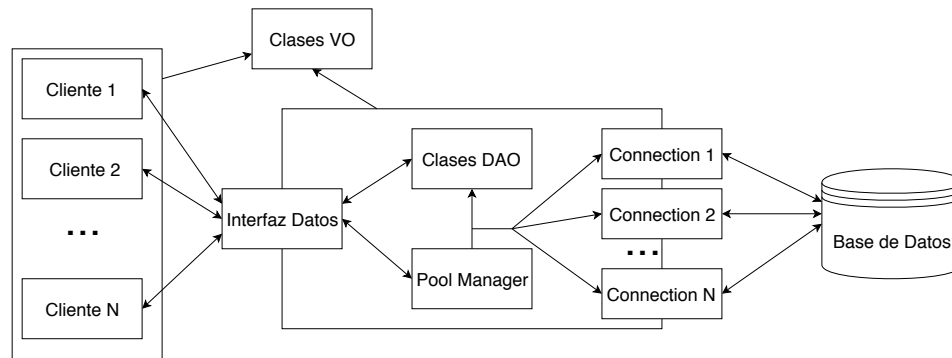 Clases VO
Cliente 1
Cliente 2
...
Cliente N
Interfaz Datos
Clases DAO
Pool Manager
Connection 1
Connection 2
...
Connection N
Base de Datos